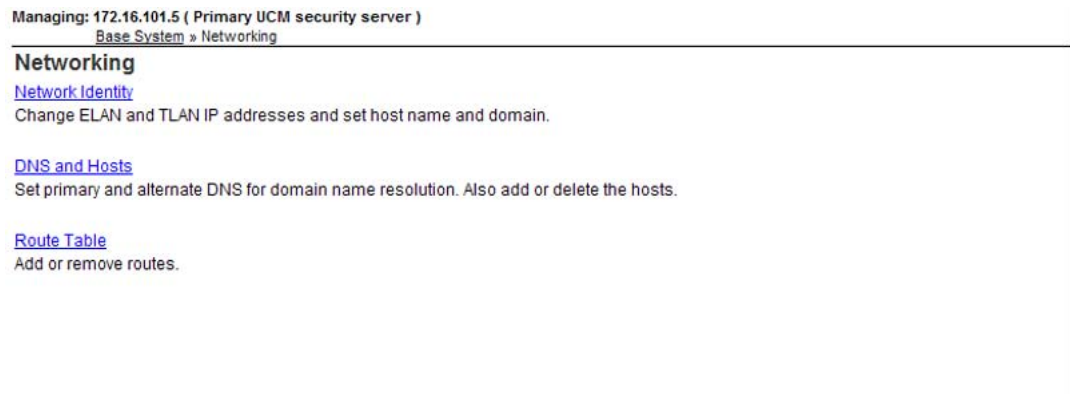 Managing: 172.16.101.5 ( Primary UCM security server )
Base System » Networking
Networking
Network Identity
Change ELAN and TLAN IP addresses and set host name and domain.
DNS and Hosts
Set primary and alternate DNS for domain name resolution. Also add or delete the hosts.
Route Table
Add or remove routes.